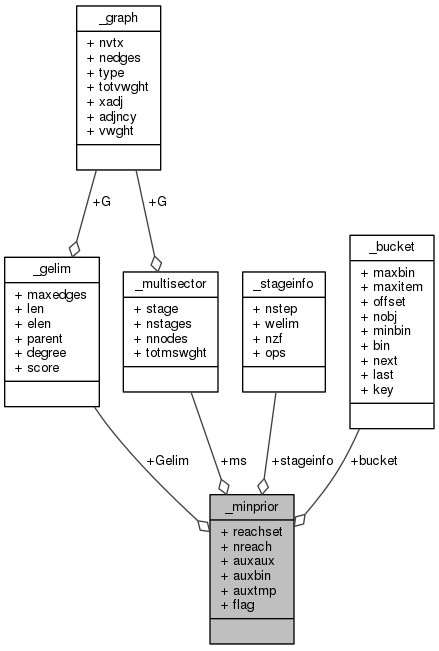 _graph
+ nvtx
+ nedges
+ type
+ totvwght
+ xadj
+ adjncy
+ vwght
+G
+G
_gelim
+ maxedges
+ len
+ elen
+ parent
+ degree
+ score
_multisector
+ stage
+ nstages
+ nnodes
+ totmswght
_stageinfo
+ nstep
+ welim
+ nzf
+ ops
_bucket
+ maxbin
+ maxitem
+ offset
+ nobj
+ minbin
+ bin
+ next
+ last
+ key
+Gelim
+ms
+stageinfo
+bucket
_minprior
+ reachset
+ nreach
+ auxaux
+ auxbin
+ auxtmp
+ flag